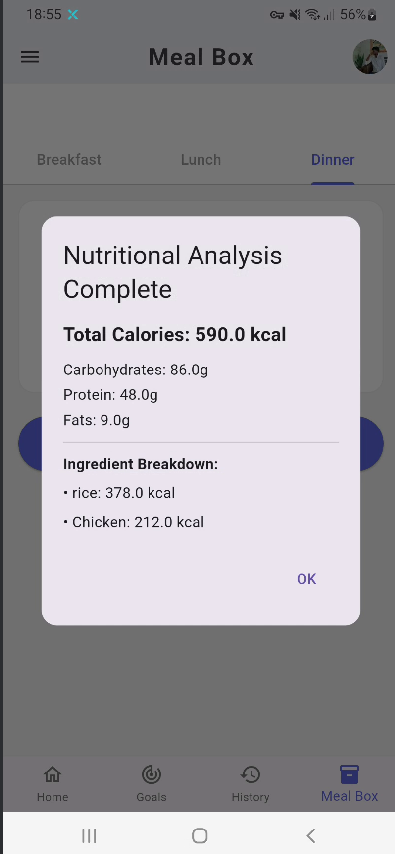 18:55
56%
Meal Box
Breakfast
Lunch
Dinner
Nutritional Analysis
Complete
Total Calories: 590.0 kcal
Carbohydrates: 86.0g
Protein: 48.0g
Fats: 9.0g
Ingredient Breakdown:
• rice: 378.0 kcal
• Chicken: 212.0 kcal
OK
Home
Goals
History
Meal Box